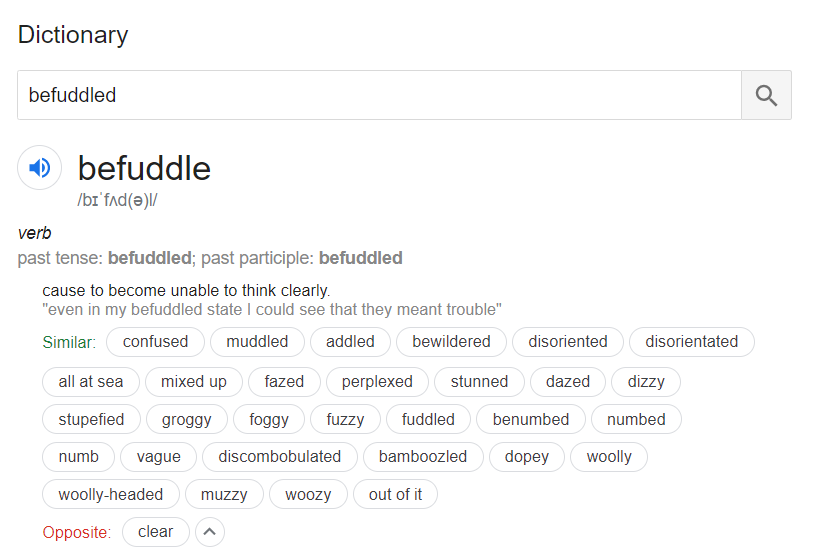 Dictionary
befuddled
befuddle
/bɪˈfʌd(ə)l/
verb
past tense: befuddled; past participle: befuddled
cause to become unable to think clearly.
"even in my befuddled state I could see that they meant trouble"
Similar: confused muddled addled bewildered disoriented disorientated
all at sea mixed up fazed perplexed stunned dazed dizzy
stupefied groggy foggy fuzzy fuddled benumbed numbed
numb vague discombobulated bamboozled dopey woolly
woolly-headed muzzy woozy out of it
Opposite: clear